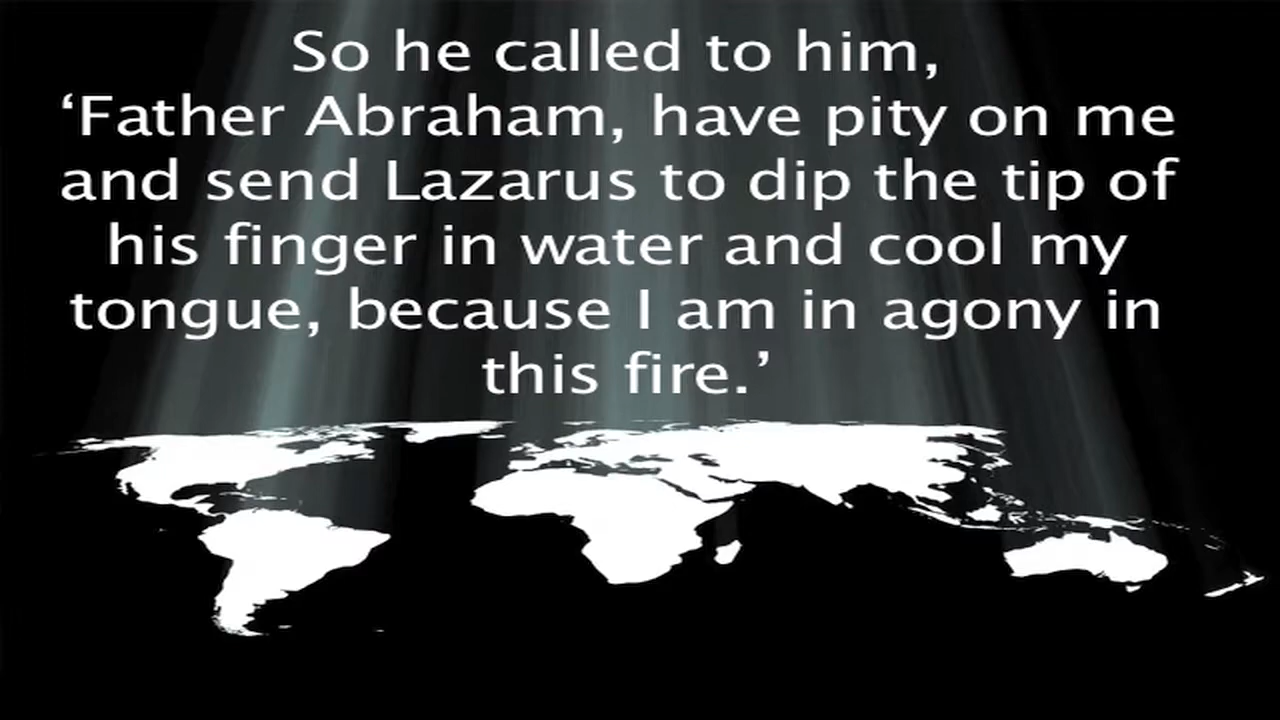 So he called to him,
‘Father Abraham, have pity on me
and send Lazarus to dip the tip of
his finger in water and cool my
tongue, because I am in agony in
this fire.’